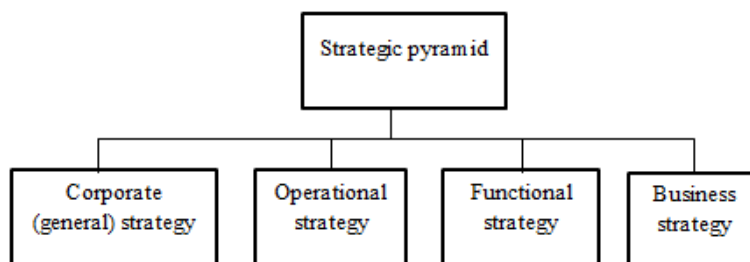 Strategic pyramid
Corporate
(general) strategy
Operational
strategy
Functional
strategy
Business
strategy